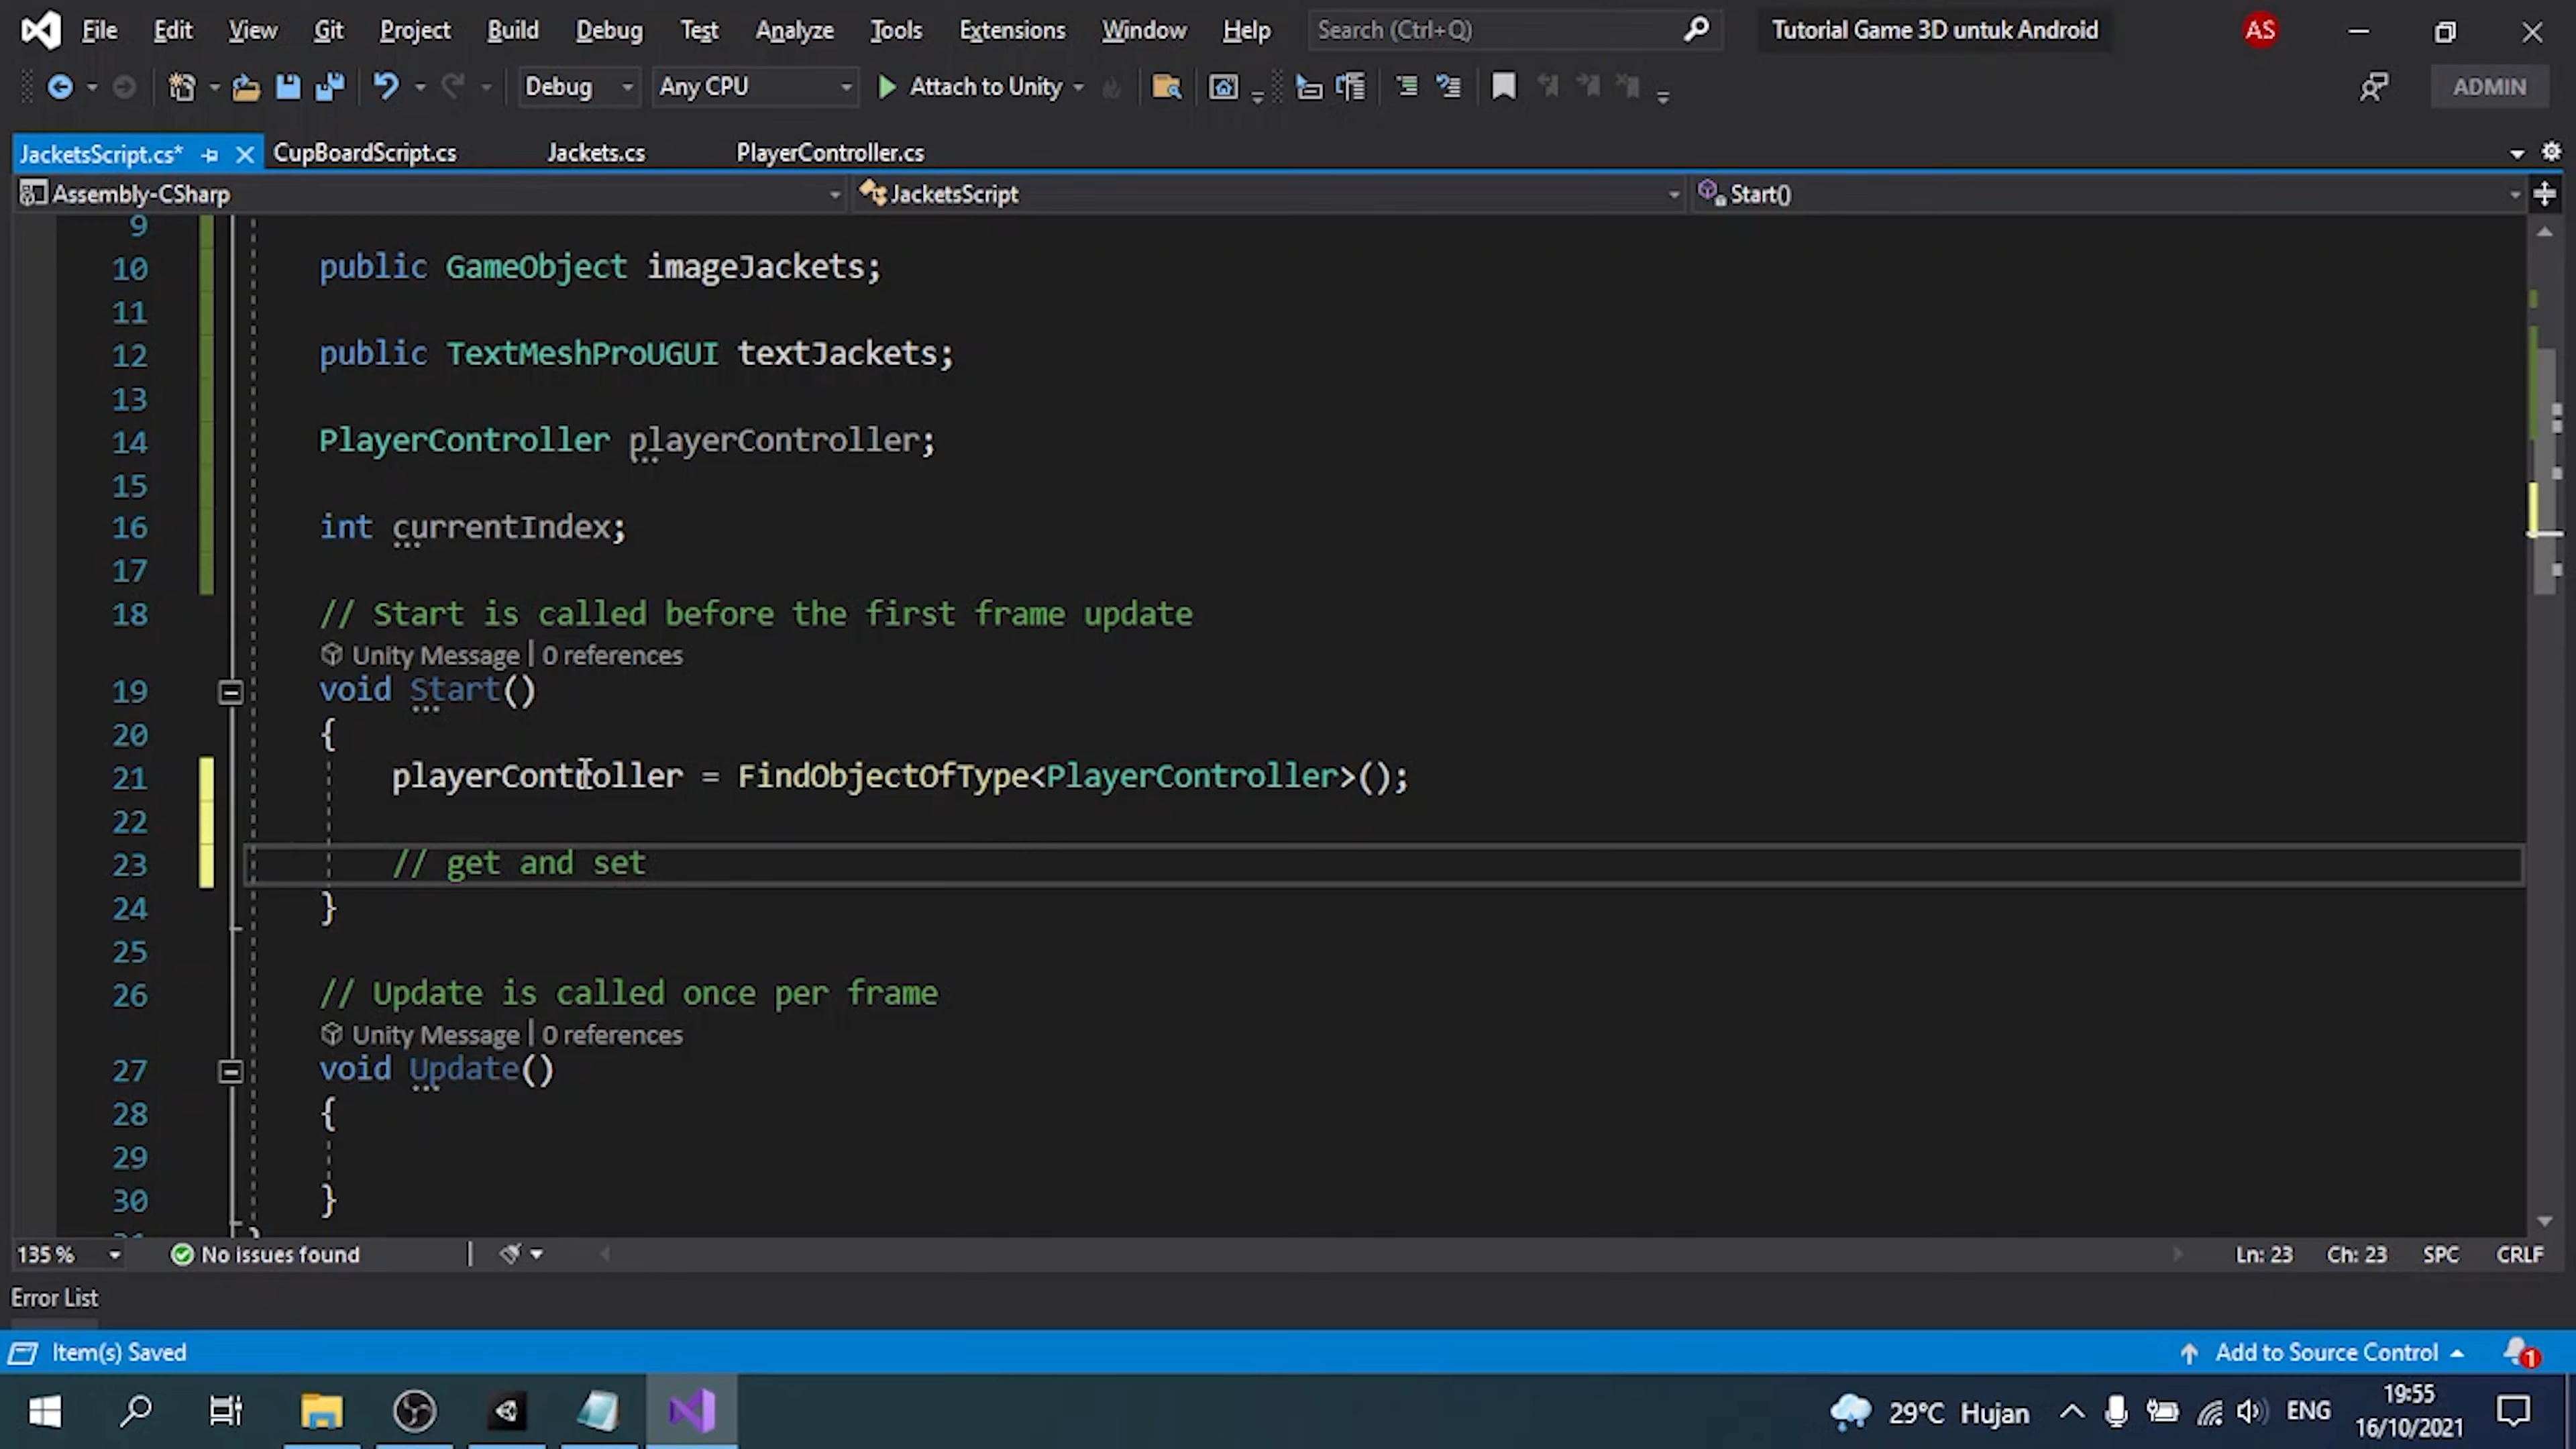 File Edit View Git Project Build Debug Test Analyze Tools Extensions Window Help Search (Ctrl+Q) Tutorial Game 3D untuk Android AS
Debug Any CPU Attach to Unity ADMIN
JacketsScript.cs* CupBoardScript.cs Jackets.cs PlayerController.cs
Assembly-CSharp JacketsScript Start()
9
10 public GameObject imageJackets;
11
12 public TextMeshProUGUI textJackets;
13
14 PlayerController playerController;
15
16 int currentIndex;
17
18 // Start is called before the first frame update
Unity Message | 0 references
19 void Start()
20 {
21 playerController = FindObjectOfType<PlayerController>();
22
23 // get and set
24 }
25
26 // Update is called once per frame
Unity Message | 0 references
27 void Update()
28 {
29
30 }
135 % No issues found Ln: 23 Ch: 23 SPC CRLF
Error List
Item(s) Saved Add to Source Control 1
29°C Hujan ENG 19:55
16/10/2021